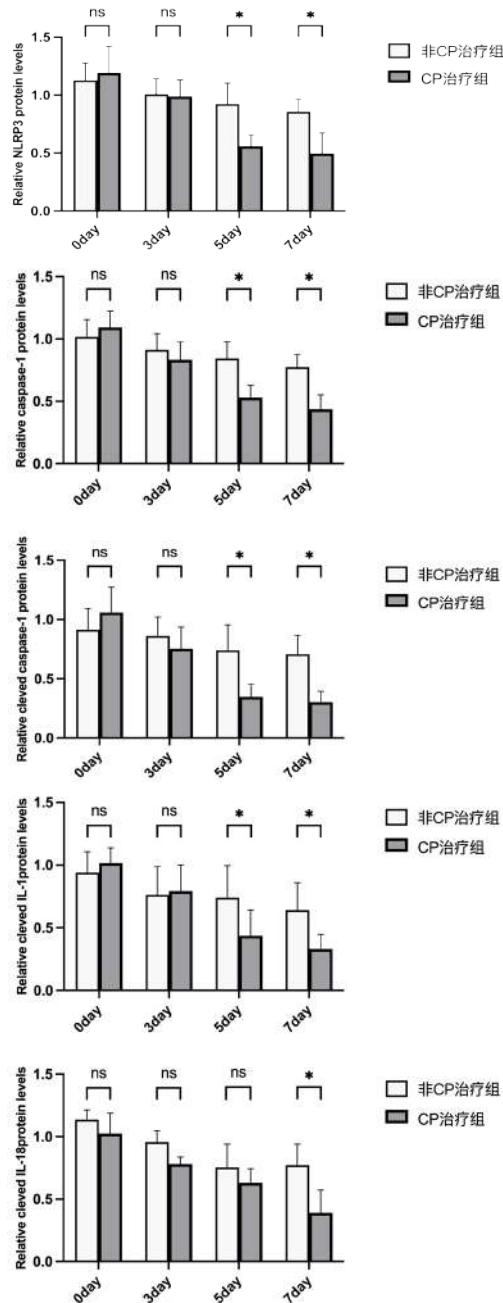 Relative NLRP3 protein levels
1.5
1.0
0.5
0.0
ns
ns
*
*
0day
3day
5day
7day
非CP治疗组
CP治疗组
Relative caspase-1 protein levels
1.5
1.0
0.5
0.0
ns
ns
*
*
0day
3day
5day
7day
非CP治疗组
CP治疗组
Relative cleved caspase-1 protein levels
1.5
1.0
0.5
0.0
ns
ns
*
*
0day
3day
5day
7day
非CP治疗组
CP治疗组
Relative cleved IL-1protein levels
1.5
1.0
0.5
0.0
ns
ns
*
*
0day
3day
5day
7day
非CP治疗组
CP治疗组
Relative cleved IL-18protein levels
1.5
1.0
0.5
0.0
ns
ns
ns
*
0day
3day
5day
7day
非CP治疗组
CP治疗组